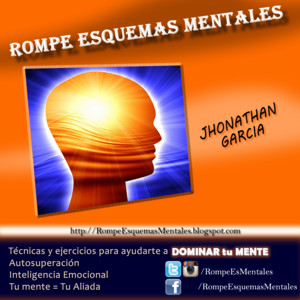 ROMPE ESQUEMAS MENTALES
JHONATHAN
GARCIA
http://RompeEsquemasMentales.blogspot.com
Técnicas y ejercicios para ayudarte a DOMINAR tu MENTE
Autosuperación
Inteligencia Emocional
/RompeEsMentales
Tu mente = Tu Aliada
/RompeEsquemasMentales